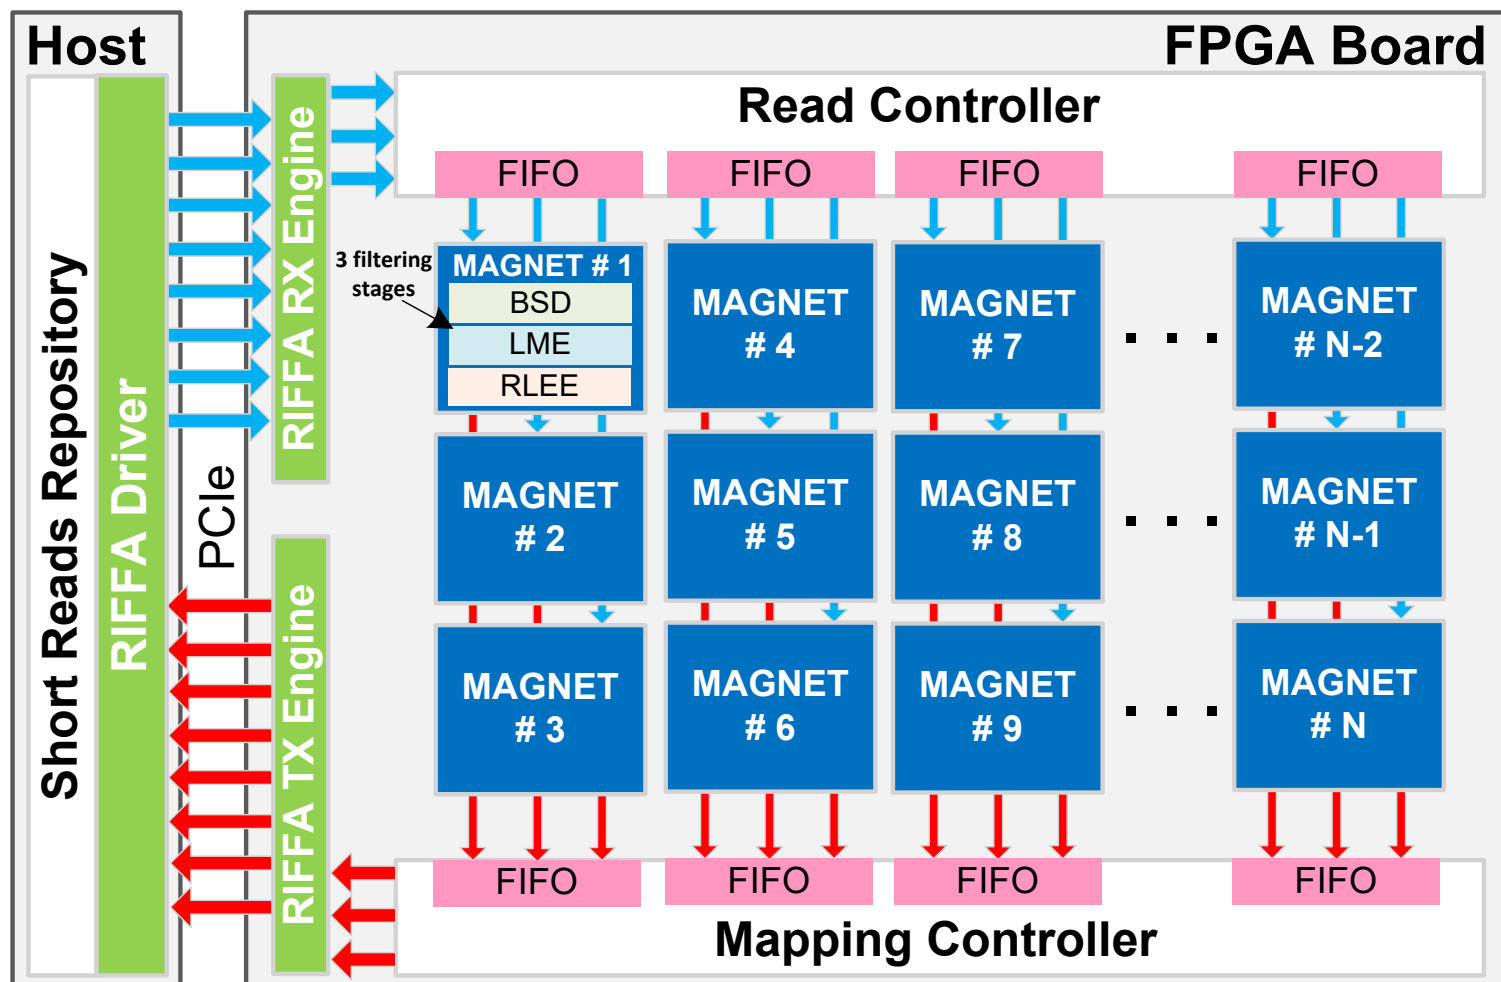 Host
FPGA Board
Short Reads Repository
RIFFA Driver
PCIe
RIFFA RX Engine
RIFFA TX Engine
Read Controller
FIFO
FIFO
FIFO
FIFO
3 filtering
stages
MAGNET # 1
BSD
LME
RLEE
MAGNET
# 4
MAGNET
# 7
. . .
MAGNET
# N-2
MAGNET
# 2
MAGNET
# 5
MAGNET
# 8
. . .
MAGNET
# N-1
MAGNET
# 3
MAGNET
# 6
MAGNET
# 9
. . .
MAGNET
# N
FIFO
FIFO
FIFO
FIFO
Mapping Controller